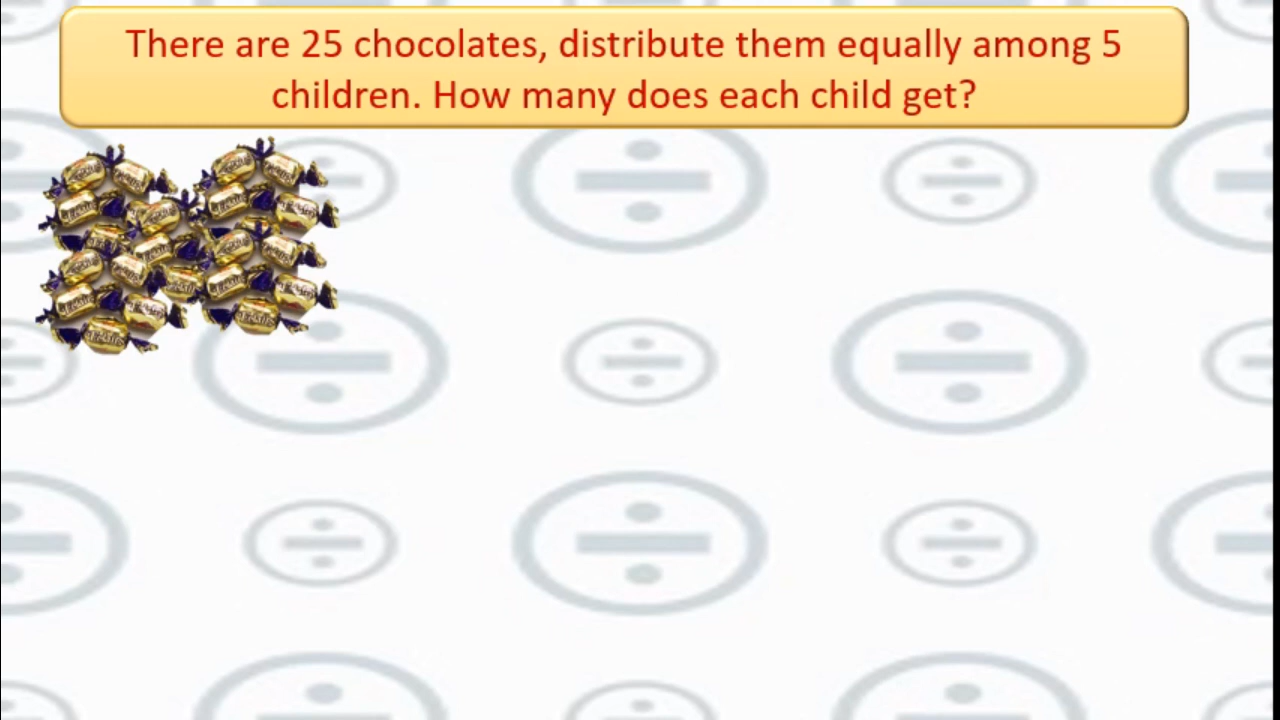 There are 25 chocolates, distribute them equally among 5
children. How many does each child get?